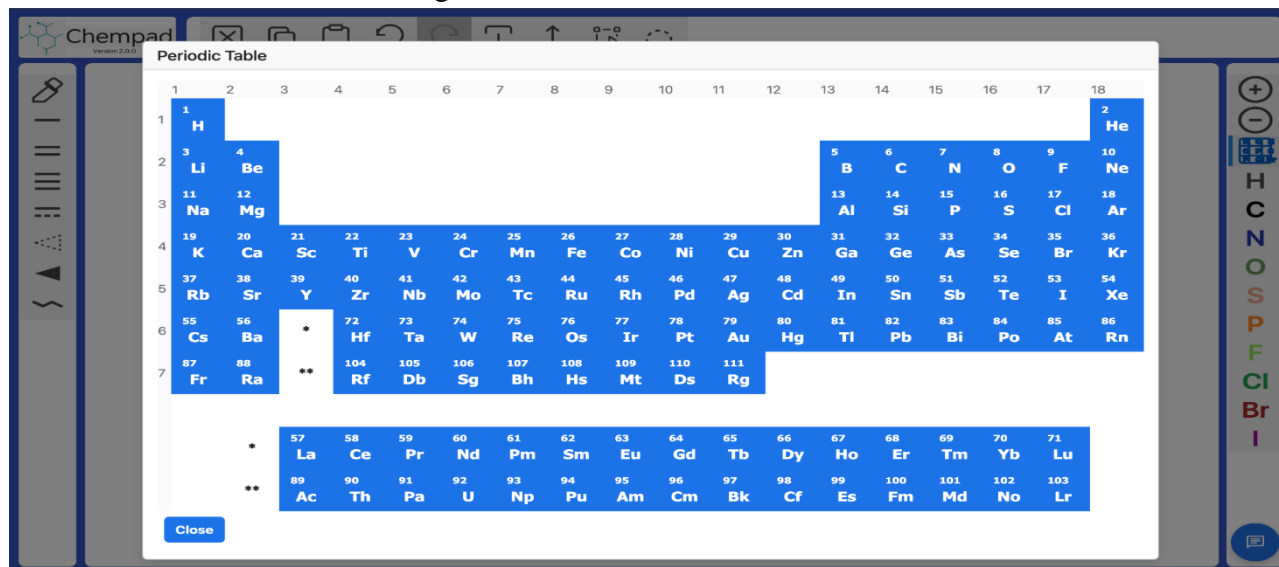 Chempad
Version 2.0.0
Periodic Table
1 2 3 4 5 6 7 8 9 10 11 12 13 14 15 16 17 18
1 2
1 H He
3 4 5 6 7 8 9 10
2 Li Be B C N O F Ne
11 12 13 14 15 16 17 18
3 Na Mg Al Si P S Cl Ar
19 20 21 22 23 24 25 26 27 28 29 30 31 32 33 34 35 36
4 K Ca Sc Ti V Cr Mn Fe Co Ni Cu Zn Ga Ge As Se Br Kr
37 38 39 40 41 42 43 44 45 46 47 48 49 50 51 52 53 54
5 Rb Sr Y Zr Nb Mo Tc Ru Rh Pd Ag Cd In Sn Sb Te I Xe
55 56 72 73 74 75 76 77 78 79 80 81 82 83 84 85 86
6 Cs Ba * Hf Ta W Re Os Ir Pt Au Hg Tl Pb Bi Po At Rn
87 88 104 105 106 107 108 109 110 111
7 Fr Ra ** Rf Db Sg Bh Hs Mt Ds Rg
57 58 59 60 61 62 63 64 65 66 67 68 69 70 71
* La Ce Pr Nd Pm Sm Eu Gd Tb Dy Ho Er Tm Yb Lu
89 90 91 92 93 94 95 96 97 98 99 100 101 102 103
** Ac Th Pa U Np Pu Am Cm Bk Cf Es Fm Md No Lr
Close
H
C
N
O
S
P
F
Cl
Br
I